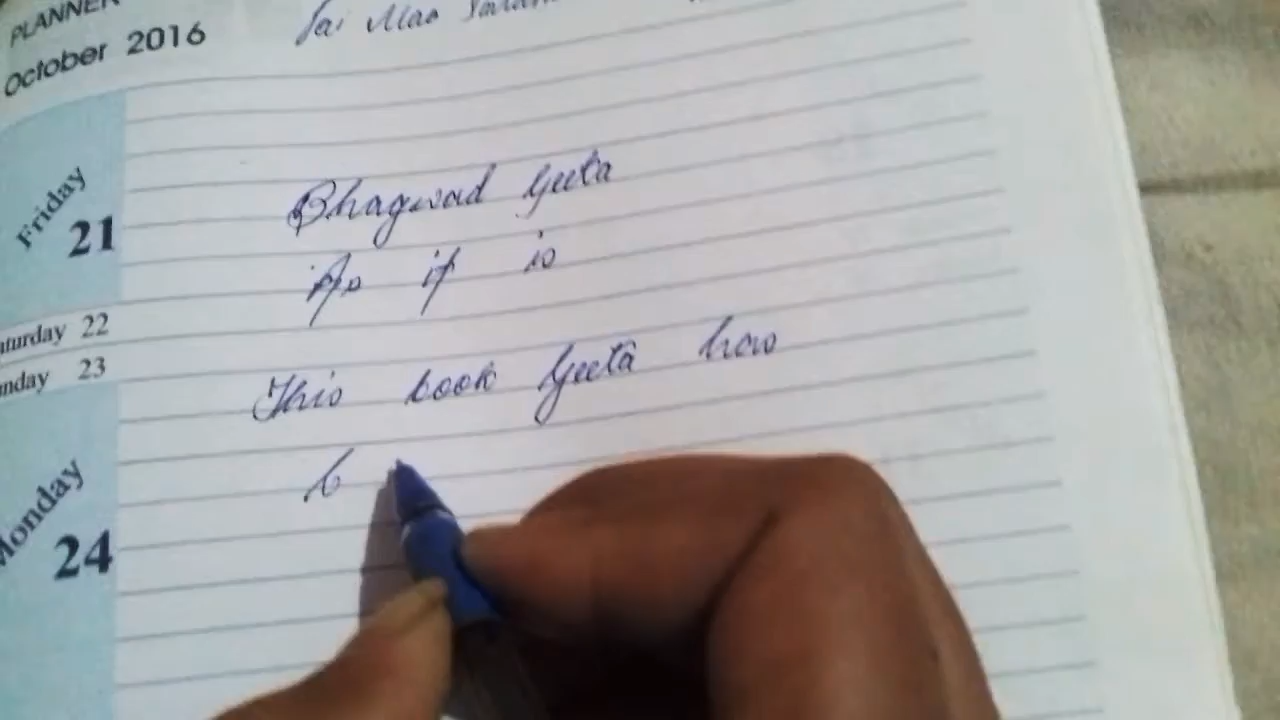 PLANNER
October 2016
Sai
Friday
21
Bhagwad Geeta
As it is
aturday 22
nday 23
This book Geeta has
b
Monday
24